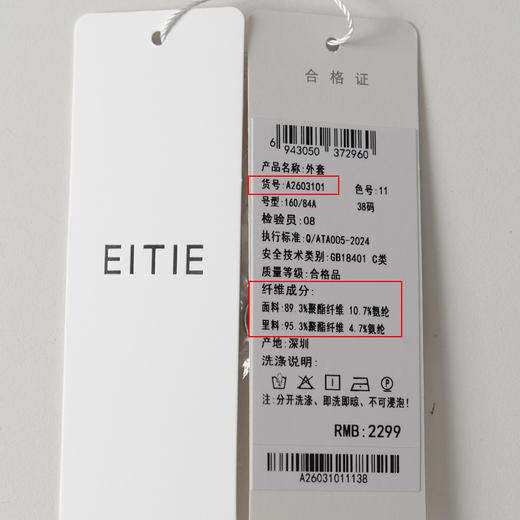 EITIE
合格证
6 943050 372960
产品名称:外套
货号:A2603101 色号:11
号型:160/84A 38码
检验员:08
执行标准:Q/ATA005-2024
安全技术类别:GB18401 C类
质量等级:合格品
纤维成分:
面料:89.3%聚酯纤维 10.7%氨纶
里料:95.3%聚酯纤维 4.7%氨纶
产地:深圳
洗涤说明:
注:分开洗涤、即洗即晾、不可浸泡!
RMB:2299
A26031011138